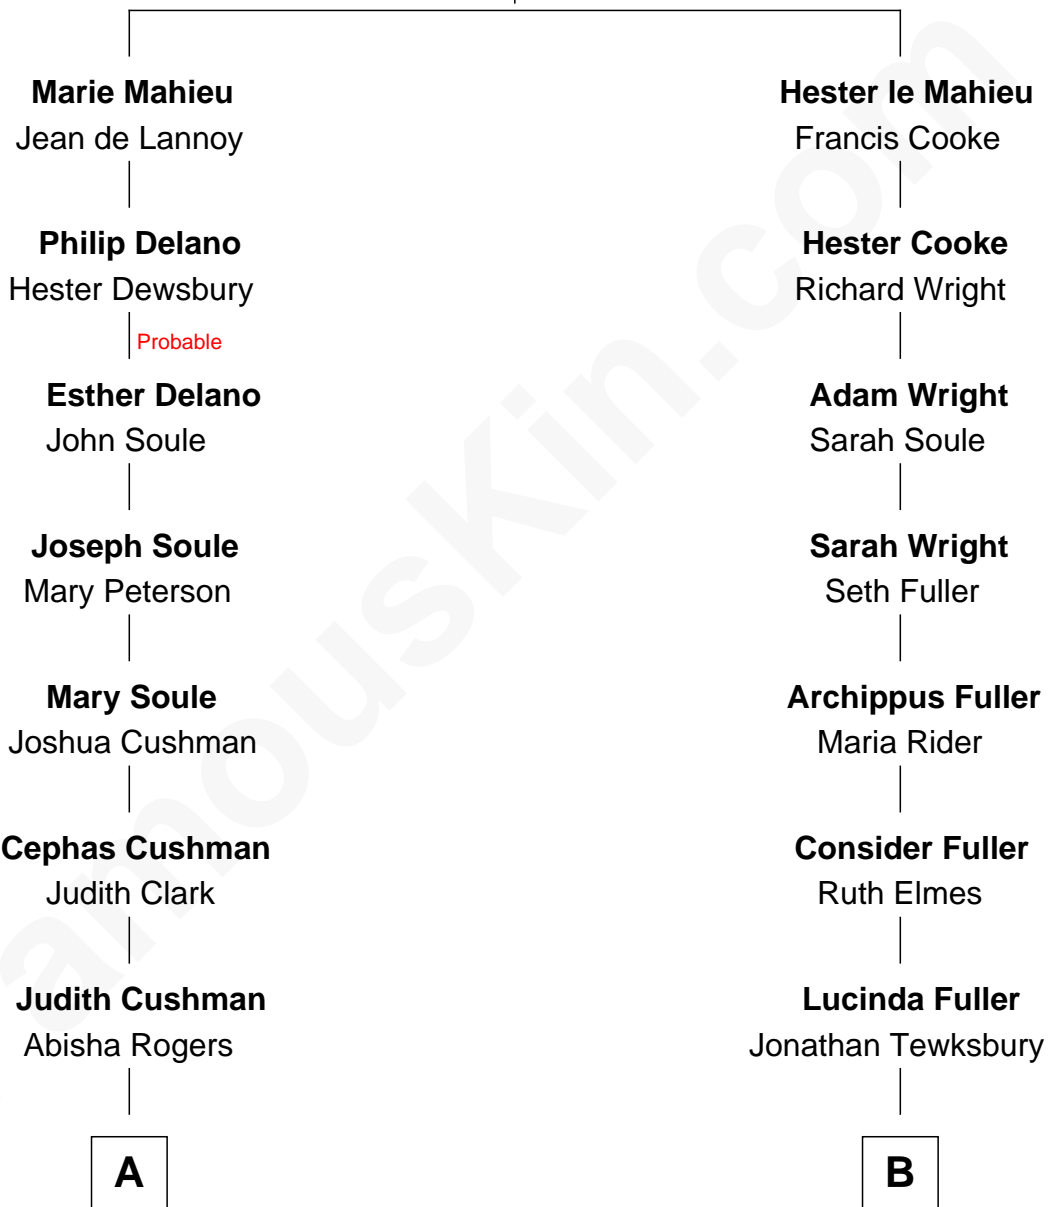 Marie Mahieu
Jean de Lannoy
Hester le Mahieu
Francis Cooke
Philip Delano
Hester Dewsbury
Hester Cooke
Richard Wright
Probable
Esther Delano
John Soule
Adam Wright
Sarah Soule
Joseph Soule
Mary Peterson
Sarah Wright
Seth Fuller
Mary Soule
Joshua Cushman
Archippus Fuller
Maria Rider
Cephas Cushman
Judith Clark
Consider Fuller
Ruth Elmes
Judith Cushman
Abisha Rogers
Lucinda Fuller
Jonathan Tewksbury
A
B
amousKin.com